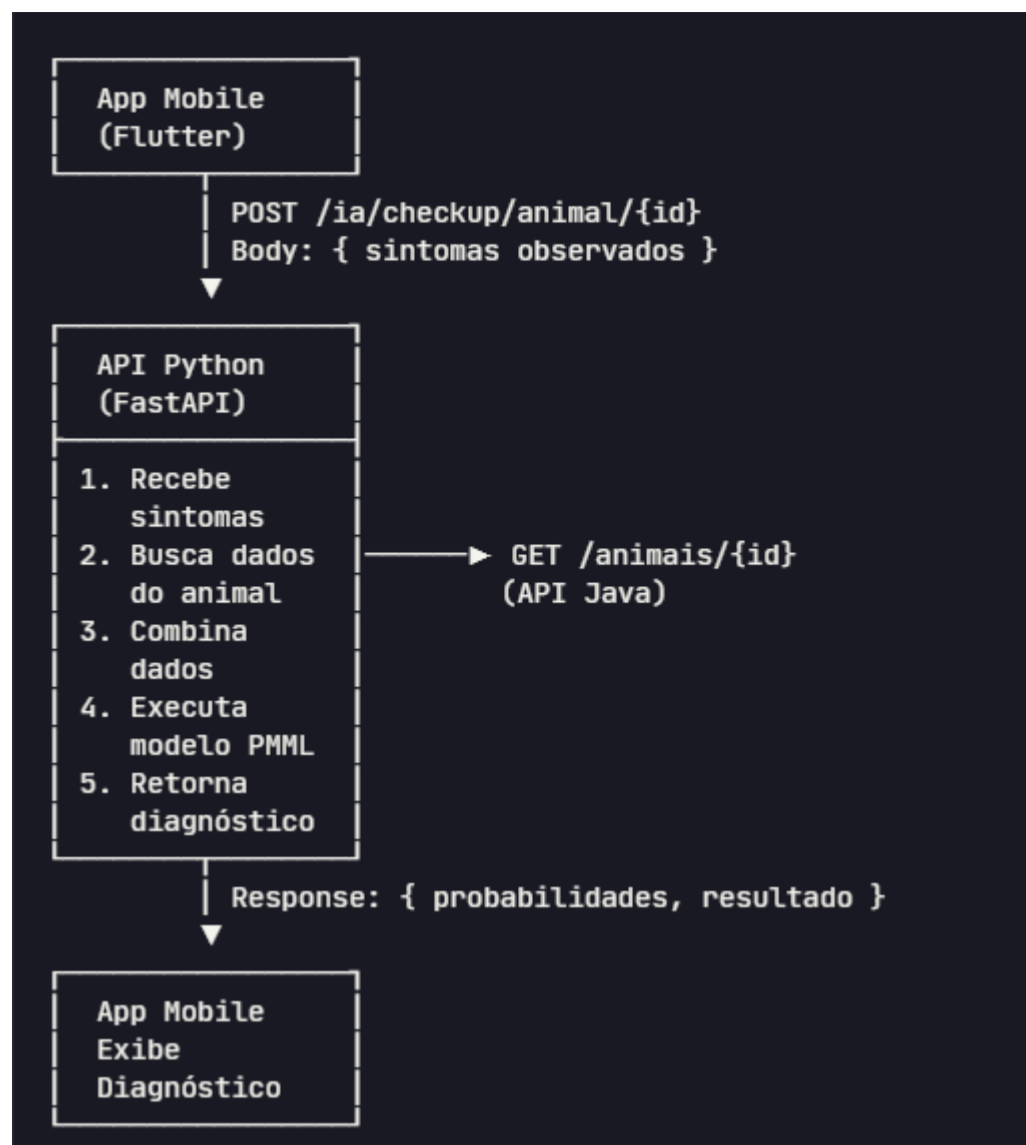 App Mobile
(Flutter)
POST /ia/checkup/animal/{id}
Body: { sintomas observados }
API Python
(FastAPI)
1. Recebe
sintomas
2. Busca dados
do animal
GET /animais/{id}
(API Java)
3. Combina
dados
4. Executa
modelo PMML
5. Retorna
diagnóstico
Response: { probabilidades, resultado }
App Mobile
Exibe
Diagnóstico